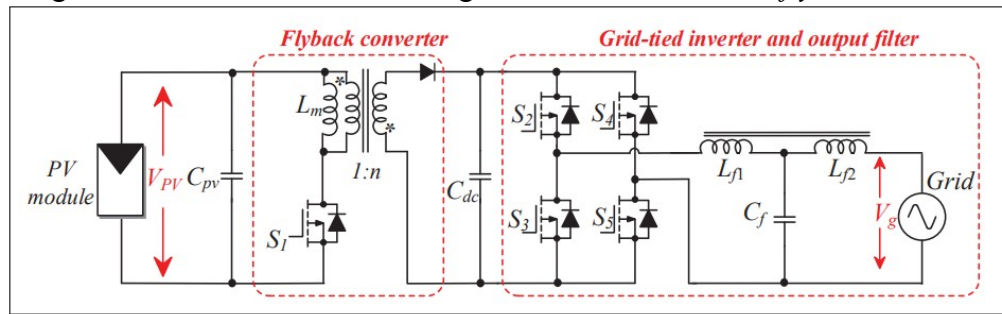 Flyback converter
Grid-tied inverter and output filter
*
L_m
S_2
S_4
PV
module
V_PV
C_pv
1:n
*
C_dc
L_f1
L_f2
Grid
S_1
S_3
S_5
C_f
V_g